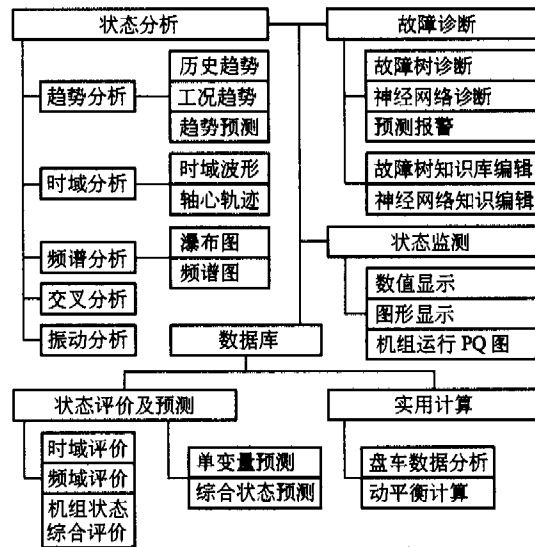 状态分析
趋势分析
历史趋势
工况趋势
趋势预测
时域分析
时域波形
轴心轨迹
频谱分析
瀑布图
频谱图
交叉分析
振动分析
故障诊断
故障树诊断
神经网络诊断
预测报警
故障树知识库编辑
神经网络知识编辑
状态监测
数值显示
图形显示
机组运行 PQ 图
数据库
状态评价及预测
时域评价
频域评价
机组状态
综合评价
单变量预测
综合状态预测
实用计算
盘车数据分析
动平衡计算